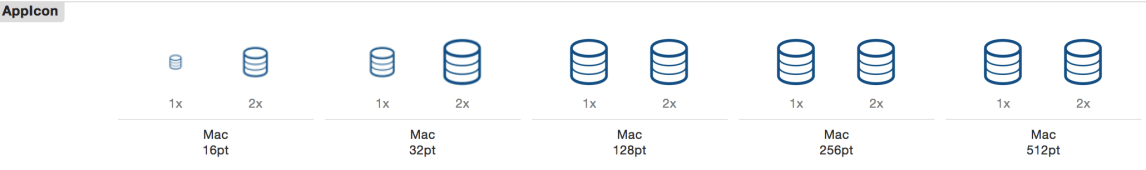 AppIcon
1x 2x 1x 2x 1x 2x 1x 2x 1x 2x
Mac Mac Mac Mac Mac
16pt 32pt 128pt 256pt 512pt